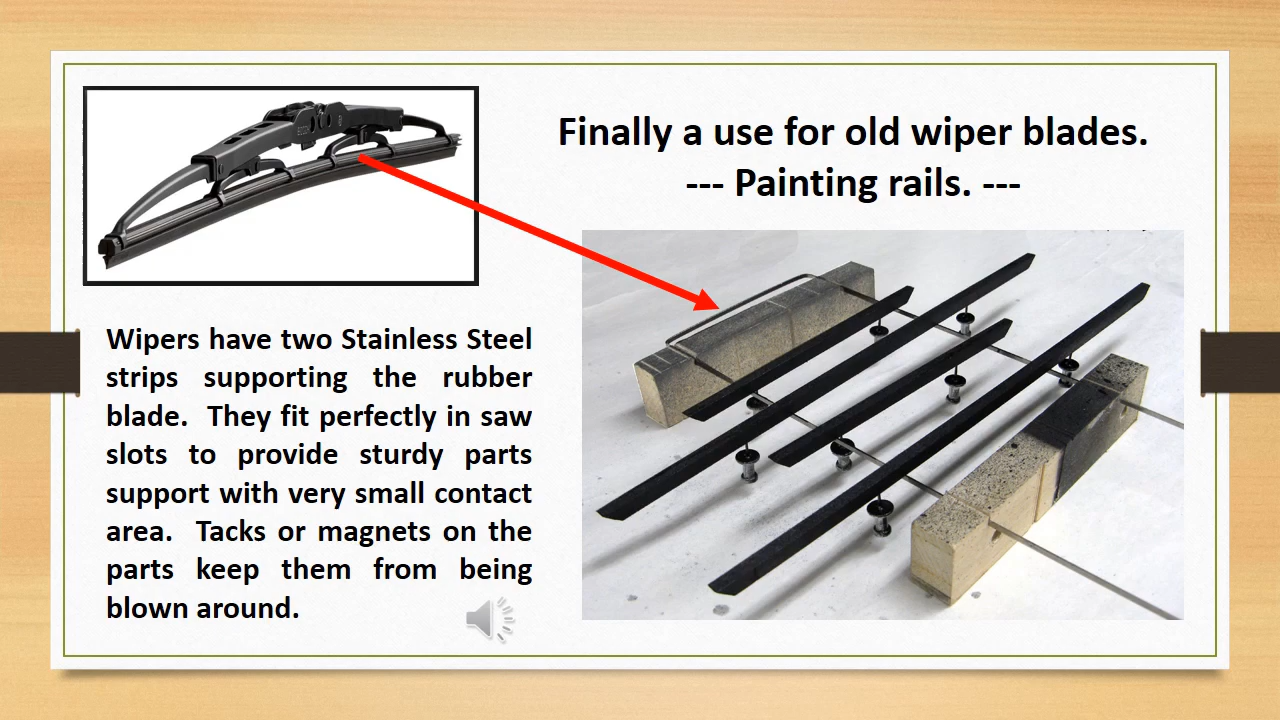 Finally a use for old wiper blades.
--- Painting rails. ---
Wipers have two Stainless Steel
strips supporting the rubber
blade. They fit perfectly in saw
slots to provide sturdy parts
support with very small contact
area. Tacks or magnets on the
parts keep them from being
blown around.